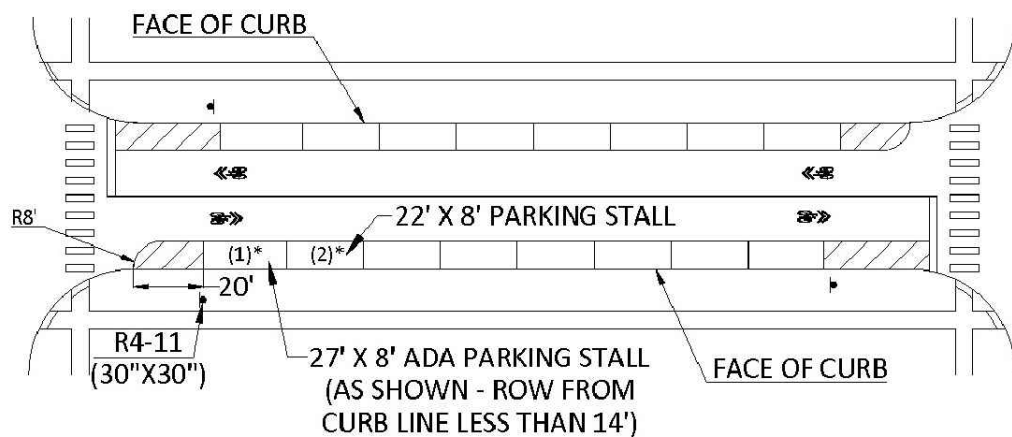 FACE OF CURB
R8'
22' X 8' PARKING STALL
(1)*
(2)*
20'
R4-11
(30"X30")
27' X 8' ADA PARKING STALL
(AS SHOWN - ROW FROM
CURB LINE LESS THAN 14')
FACE OF CURB